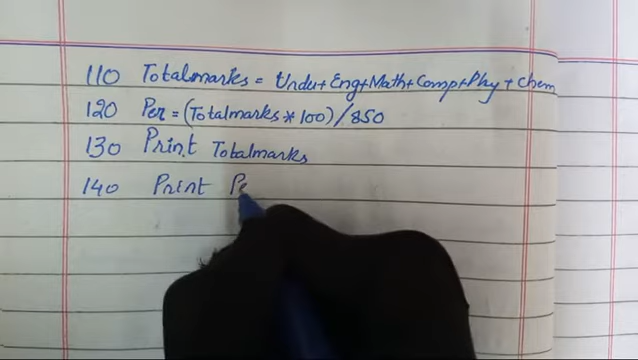 110 Totalmarks = Urdu+Eng+Math+Comp+Phy+chem
120 Per = (Totalmarks * 100)/850
130 Print Totalmarks
140 Print Pe